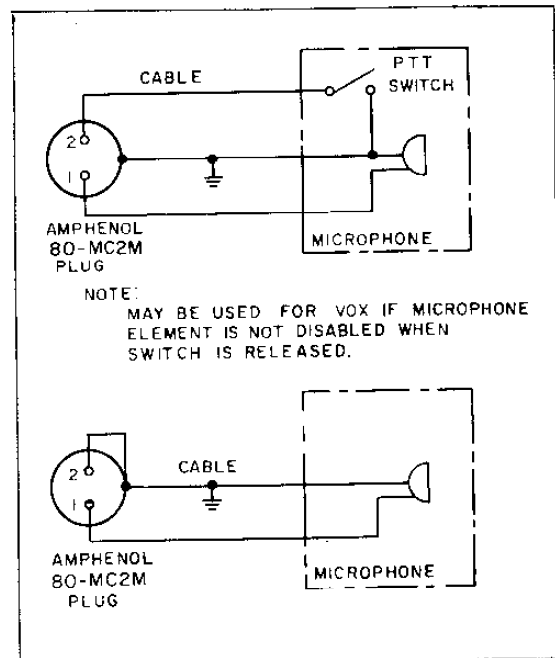 CABLE
PTT
SWITCH
2
1
AMPHENOL
80-MC2M
PLUG
MICROPHONE
NOTE:
MAY BE USED FOR VOX IF MICROPHONE
ELEMENT IS NOT DISABLED WHEN
SWITCH IS RELEASED.
2
CABLE
1
AMPHENOL
80-MC2M
PLUG
MICROPHONE